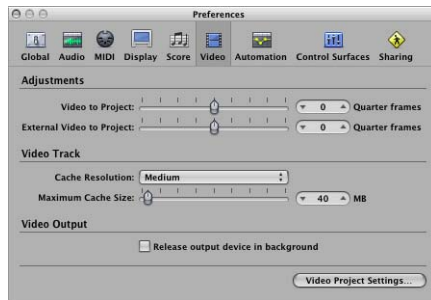 Preferences
Global Audio MIDI Display Score Video Automation Control Surfaces Sharing
Adjustments
Video to Project: 0 Quarter frames
External Video to Project: 0 Quarter frames
Video Track
Cache Resolution: Medium
Maximum Cache Size: 40 MB
Video Output
Release output device in background
Video Project Settings...